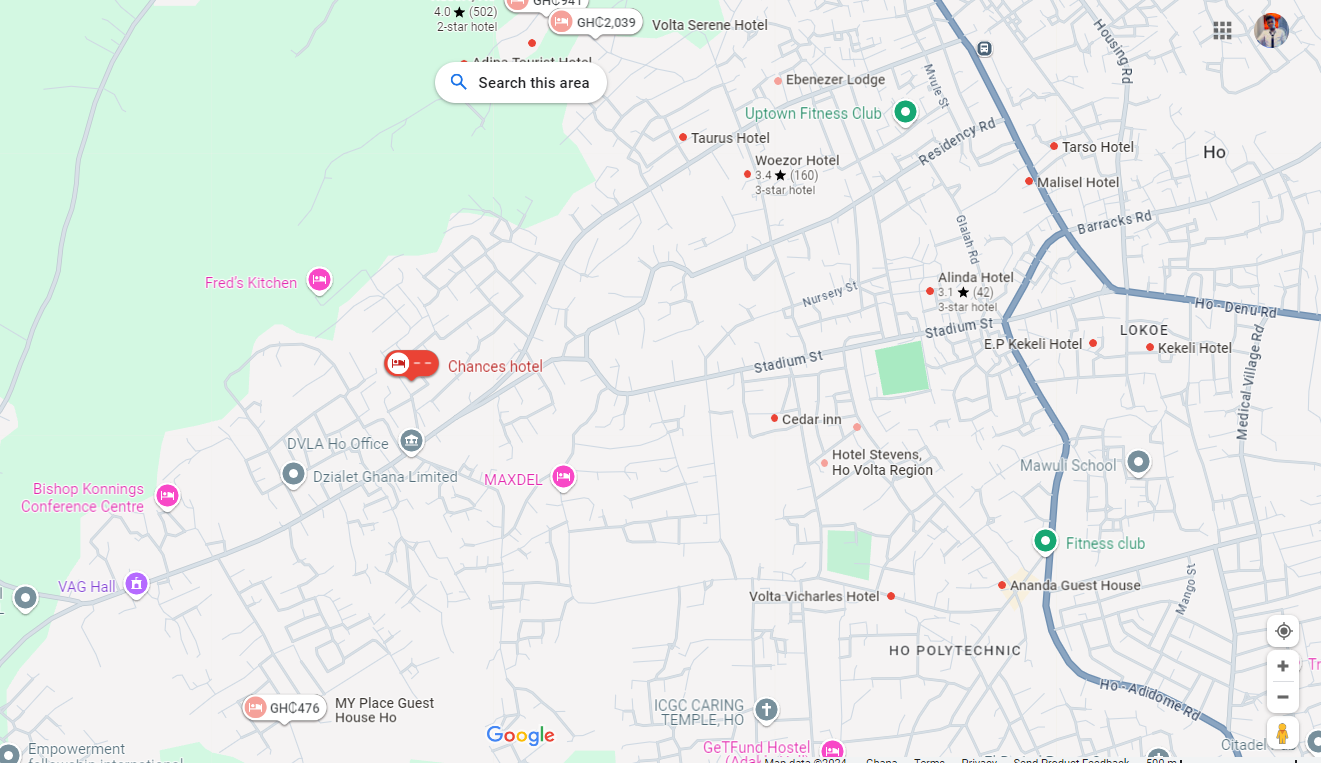 GH₵941
4.0 ★ (502)
2-star hotel
GH₵2,039
Volta Serene Hotel
Search this area
Ebenezer Lodge
Uptown Fitness Club
Mvule St
Housing Rd
Residency Rd
Taurus Hotel
Woezor Hotel
3.4 ★ (160)
3-star hotel
Tarso Hotel
Ho
Malisel Hotel
Barracks Rd
Glalah Rd
Fred's Kitchen
Alinda Hotel
3.1 ★ (42)
3-star hotel
Nursery St
Ho - Denu Rd
Stadium St
LOKOE
E.P Kekeli Hotel
Kekeli Hotel
Medical Village Rd
Stadium St
Chances hotel
Cedar inn
DVLA Ho Office
Hotel Stevens,
Ho Volta Region
Mawuli School
Dzialet Ghana Limited
MAXDEL
Bishop Konnings
Conference Centre
Fitness club
VAG Hall
Ananda Guest House
Mango St
Volta Vicharles Hotel
HO POLYTECHNIC
Ho - Adidome Rd
GH₵476
MY Place Guest
House Ho
ICGC CARING
TEMPLE, HO
Google
Empowerment
GeTFund Hostel
Citadel
Map data ©2024 Ghana Terms Privacy Send Product Feedback 500 m